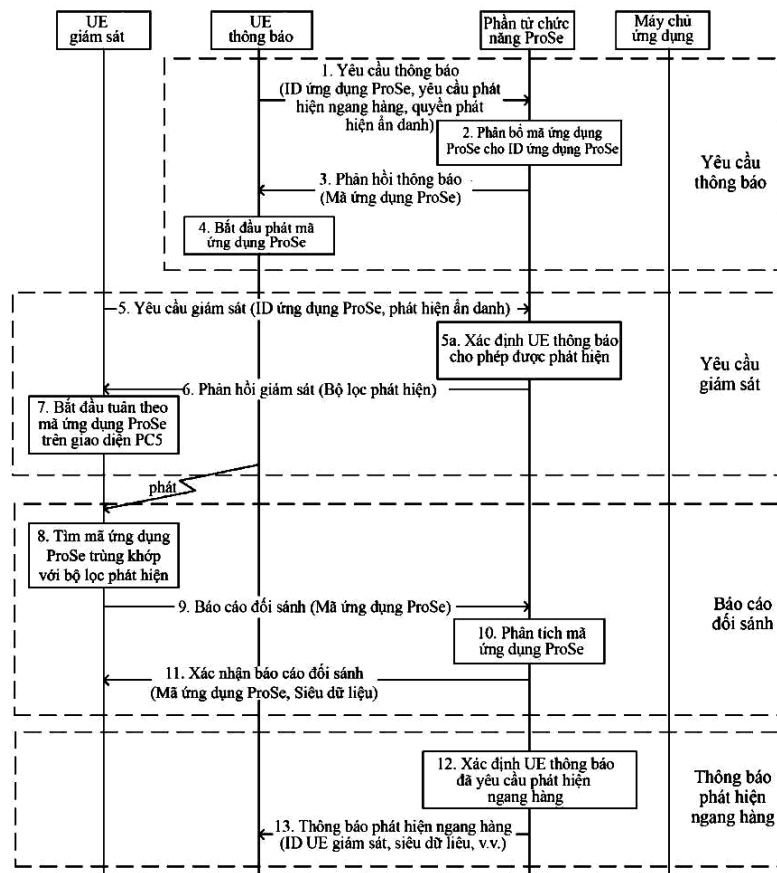 UE
giám sát
UE
thông báo
Phần tử chức
năng ProSe
Máy chủ
ứng dụng
1. Yêu cầu thông báo
(ID ứng dụng ProSe, yêu cầu phát
hiện ngang hàng, quyền phát
hiện ẩn danh)
2. Phân bổ mã ứng dụng
ProSe cho ID ứng dụng ProSe
3. Phản hồi thông báo
(Mã ứng dụng ProSe)
4. Bắt đầu phát mã
ứng dụng ProSe
Yêu cầu
thông báo
5. Yêu cầu giám sát (ID ứng dụng ProSe, phát hiện ẩn danh)
5a. Xác định UE thông báo
cho phép được phát hiện
6. Phản hồi giám sát (Bộ lọc phát hiện)
7. Bắt đầu tuân theo
mã ứng dụng ProSe
trên giao diện PC5
Yêu cầu
giám sát
phát
8. Tìm mã ứng dụng
ProSe trùng khớp
với bộ lọc phát hiện
9. Báo cáo đối sánh (Mã ứng dụng ProSe)
10. Phân tích mã
ứng dụng ProSe
11. Xác nhận báo cáo đối sánh
(Mã ứng dụng ProSe, Siêu dữ liệu)
Báo cáo
đối sánh
12. Xác định UE thông báo
đã yêu cầu phát hiện
ngang hàng
13. Thông báo phát hiện ngang hàng
(ID UE giám sát, siêu dữ liệu, v.v.)
Thông báo
phát hiện
ngang hàng